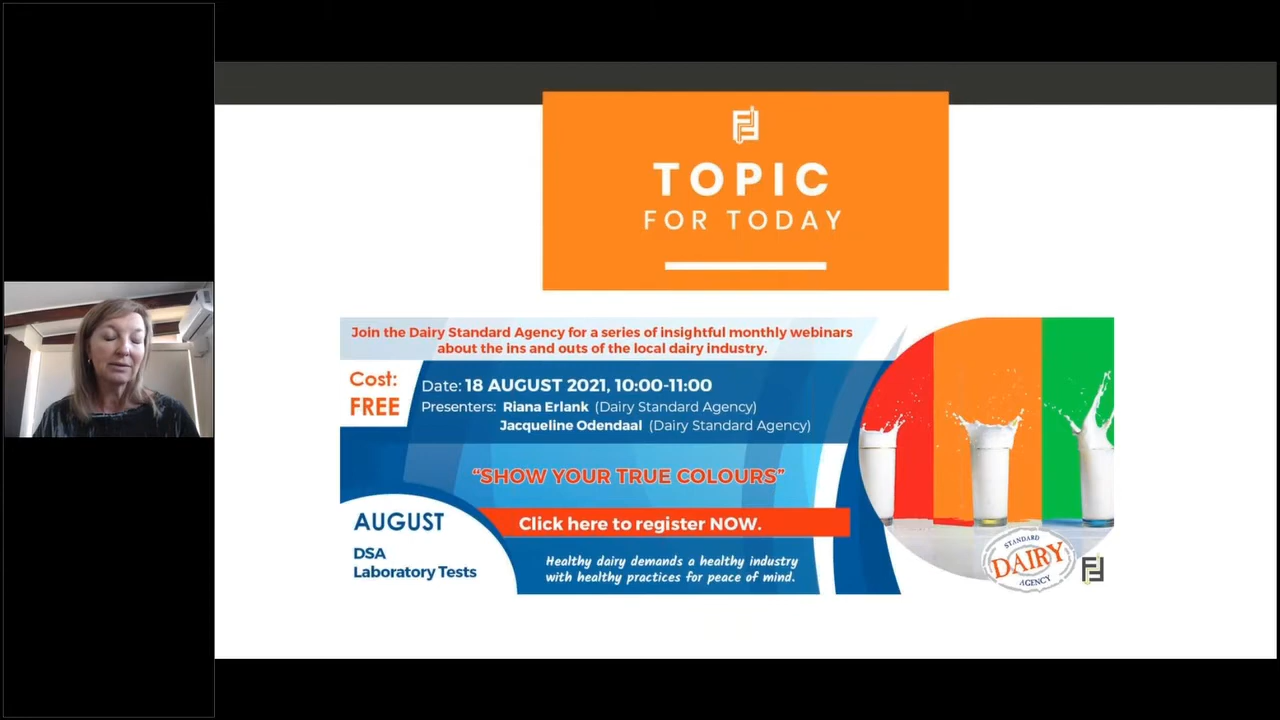 TOPIC
FOR TODAY
Join the Dairy Standard Agency for a series of insightful monthly webinars
about the ins and outs of the local dairy industry.
Cost:
FREE
Date: 18 AUGUST 2021, 10:00-11:00
Presenters: Riana Erlank (Dairy Standard Agency)
Jacqueline Odendaal (Dairy Standard Agency)
“SHOW YOUR TRUE COLOURS”
Click here to register NOW.
AUGUST
DSA
Laboratory Tests
Healthy dairy demands a healthy industry
with healthy practices for peace of mind.
STANDARD
DAIRY
AGENCY